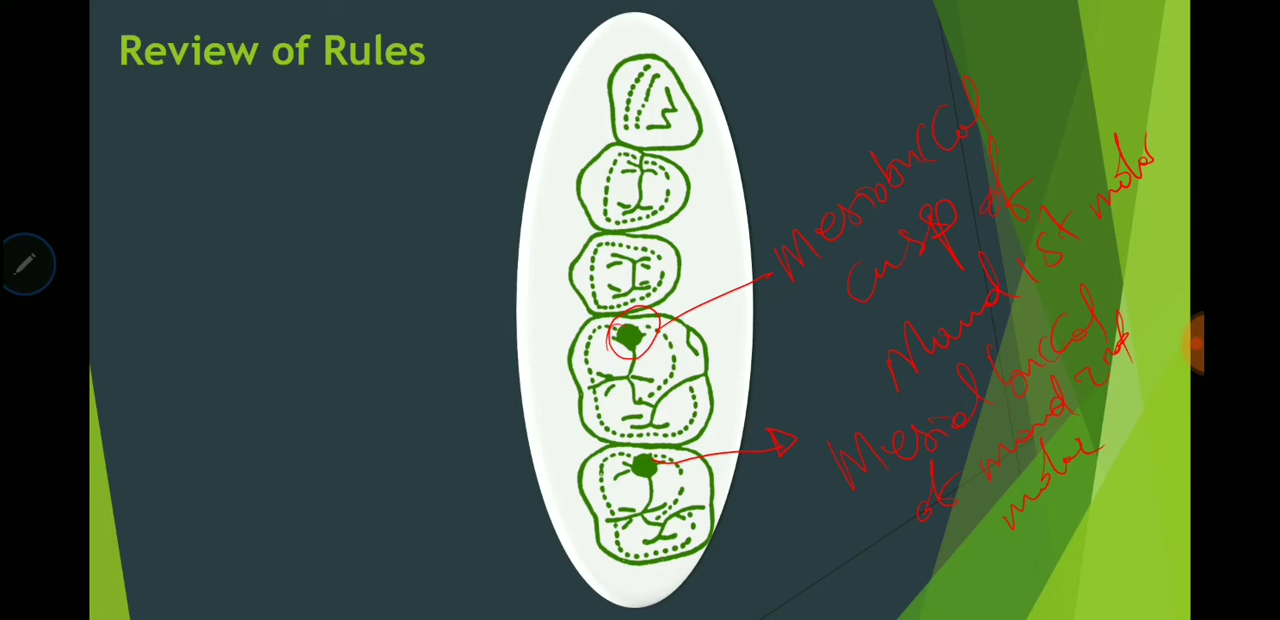 Review of Rules
Mesiobuccal
cusp of
Mand 1st molar
Mesiobuccal
of mand 2nd
molar